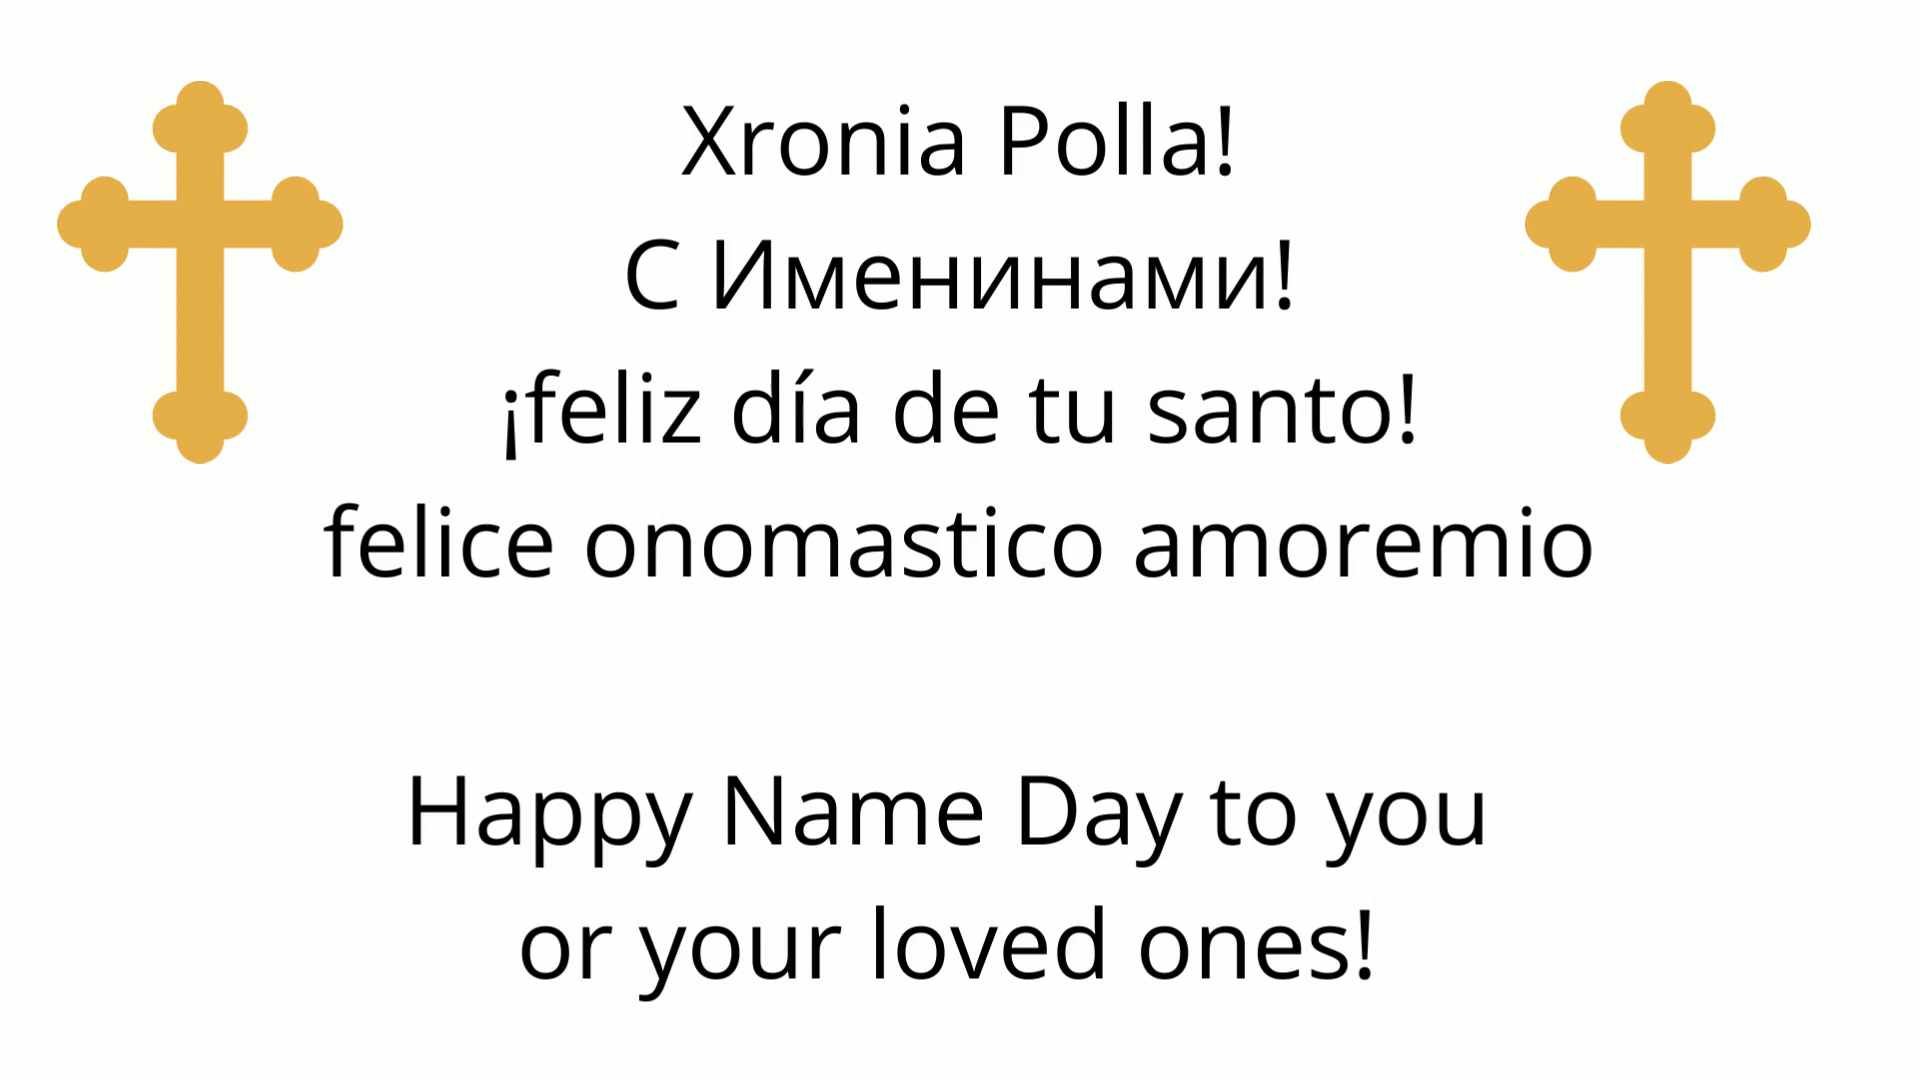 Xronia Polla!
С Именинами!
¡feliz día de tu santo!
felice onomastico amoremio
Happy Name Day to you
or your loved ones!